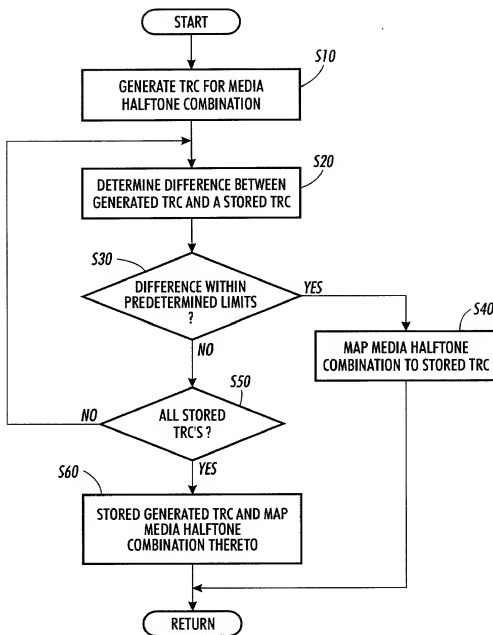 START
S10
GENERATE TRC FOR MEDIA
HALFTONE COMBINATION
S20
DETERMINE DIFFERENCE BETWEEN
GENERATED TRC AND A STORED TRC
S30
DIFFERENCE WITHIN
PREDETERMINED LIMITS
?
YES
NO
S40
MAP MEDIA HALFTONE
COMBINATION TO STORED TRC
S50
ALL STORED
TRC'S ?
NO
YES
S60
STORED GENERATED TRC AND MAP
MEDIA HALFTONE
COMBINATION THERETO
RETURN